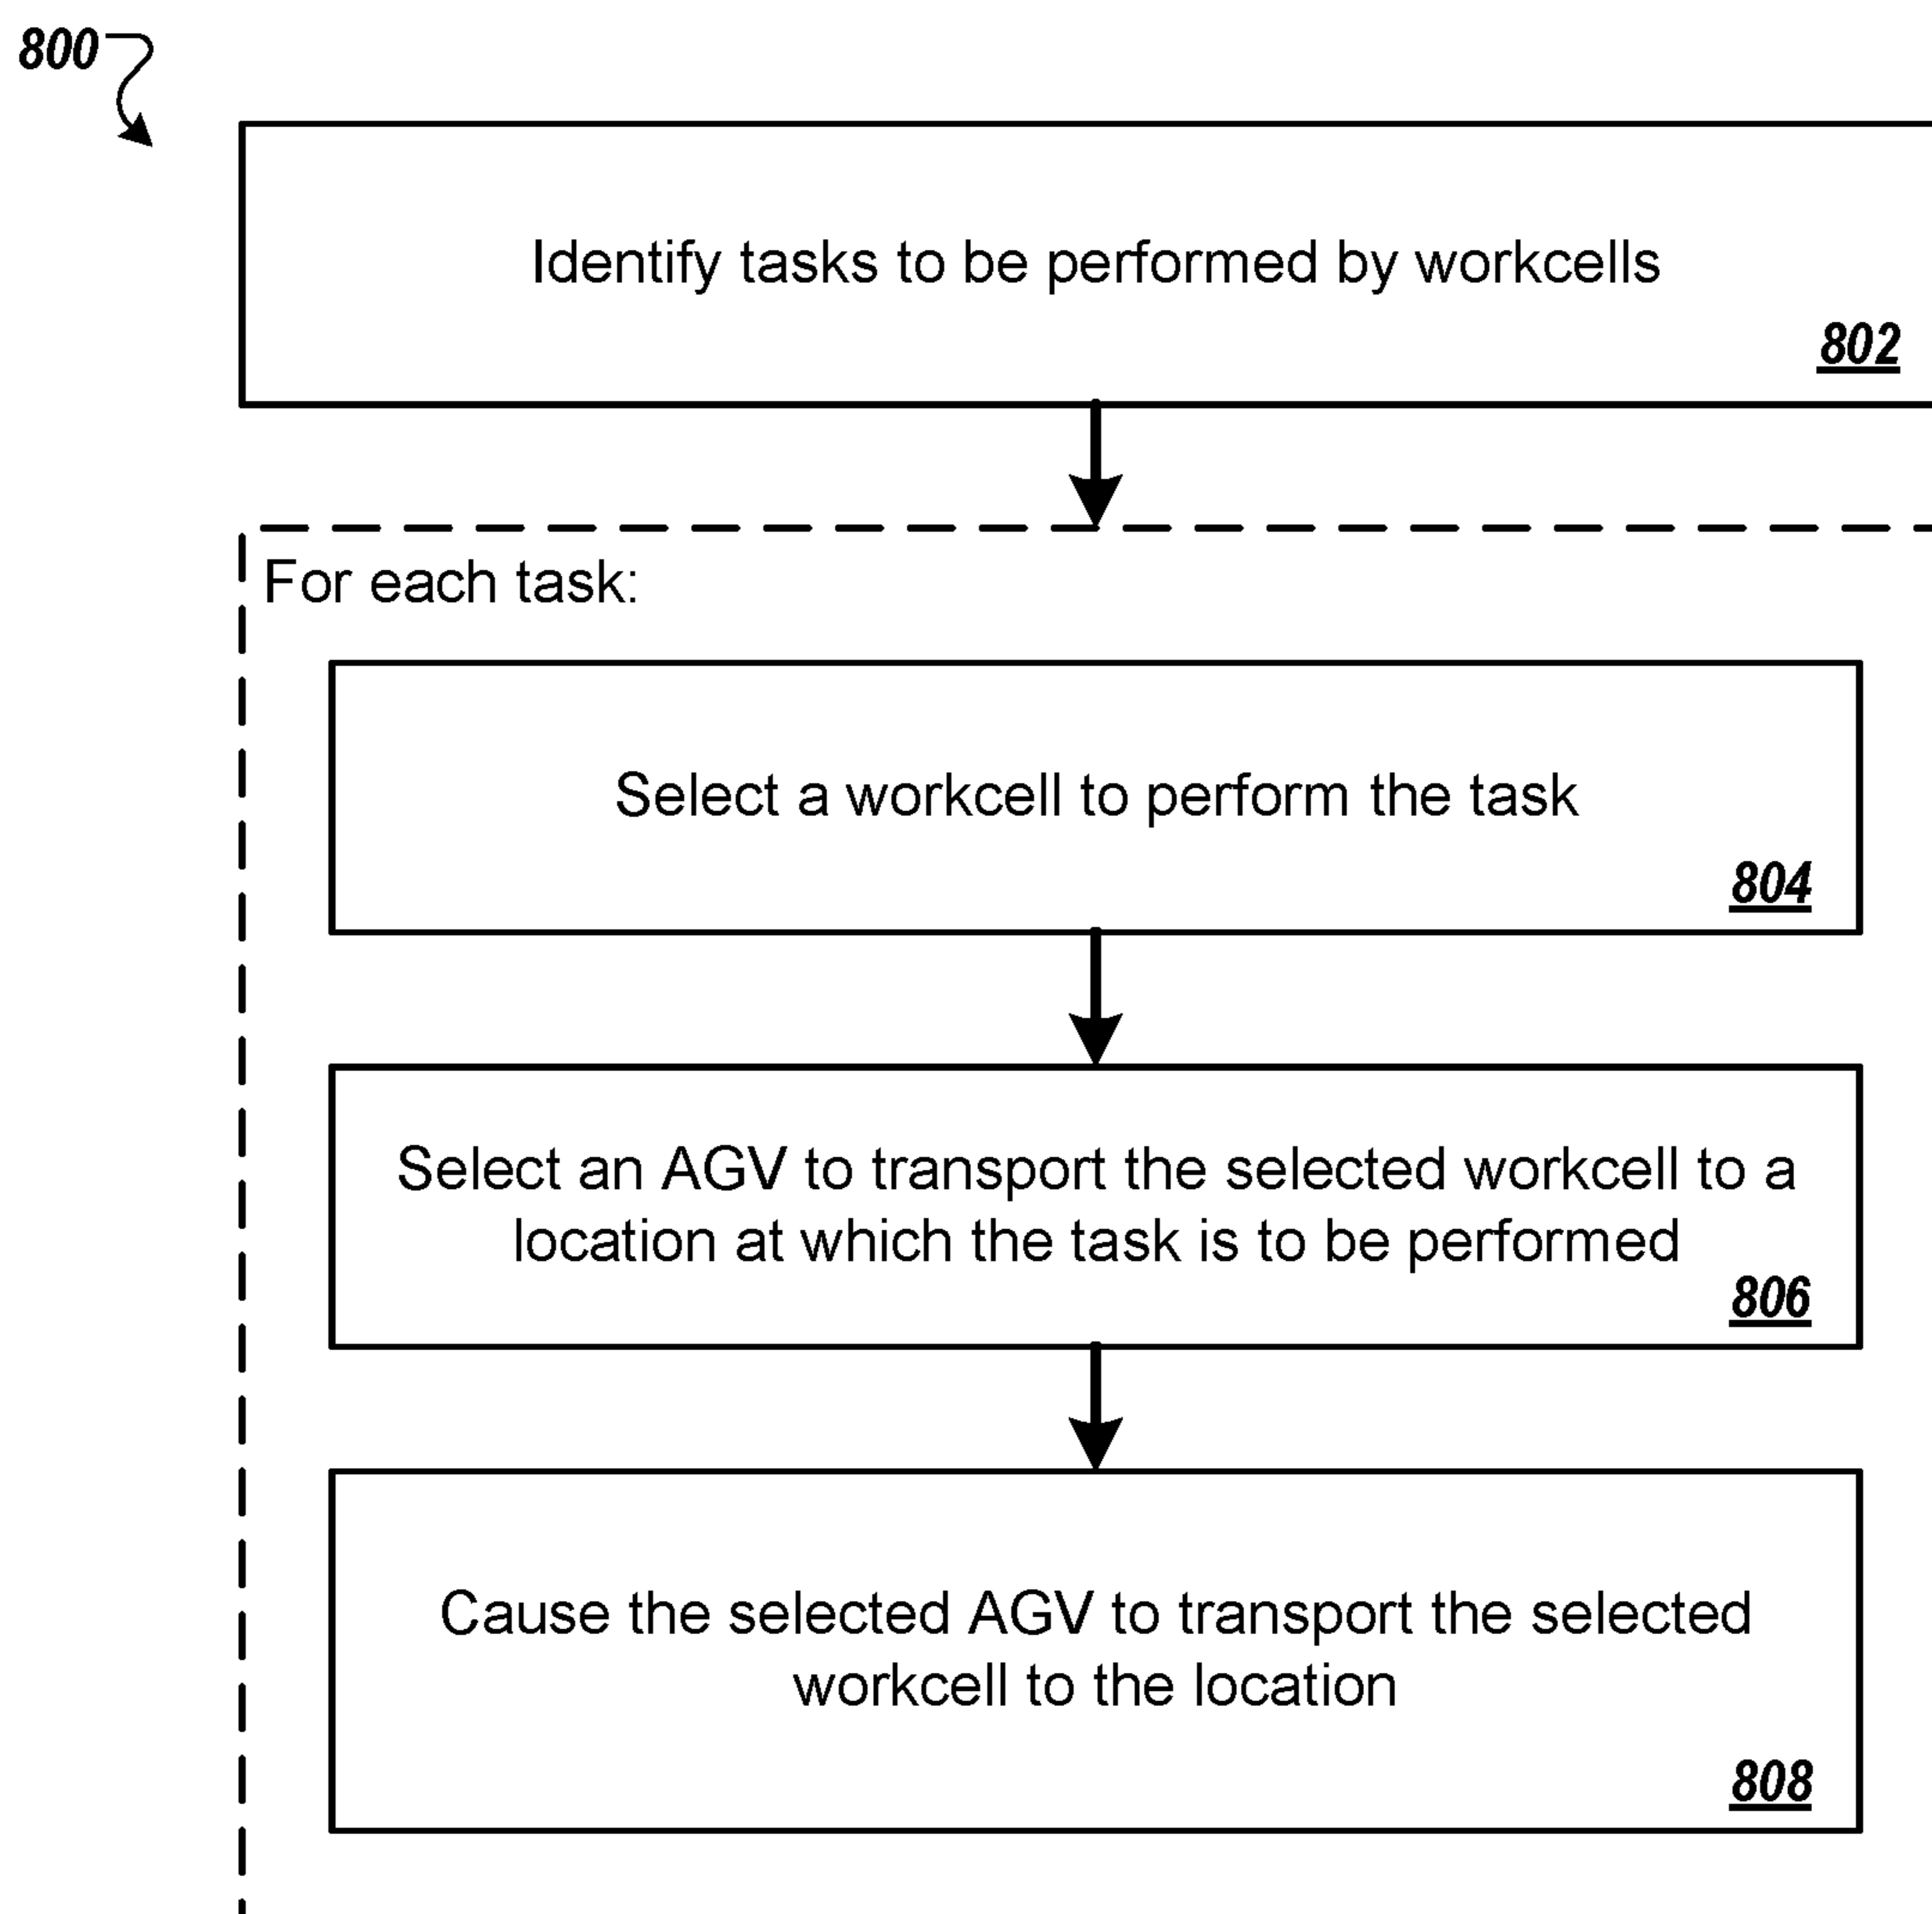 800
Identify tasks to be performed by workcells
802
For each task:
Select a workcell to perform the task
804
Select an AGV to transport the selected workcell to a
location at which the task is to be performed
806
Cause the selected AGV to transport the selected
workcell to the location
808